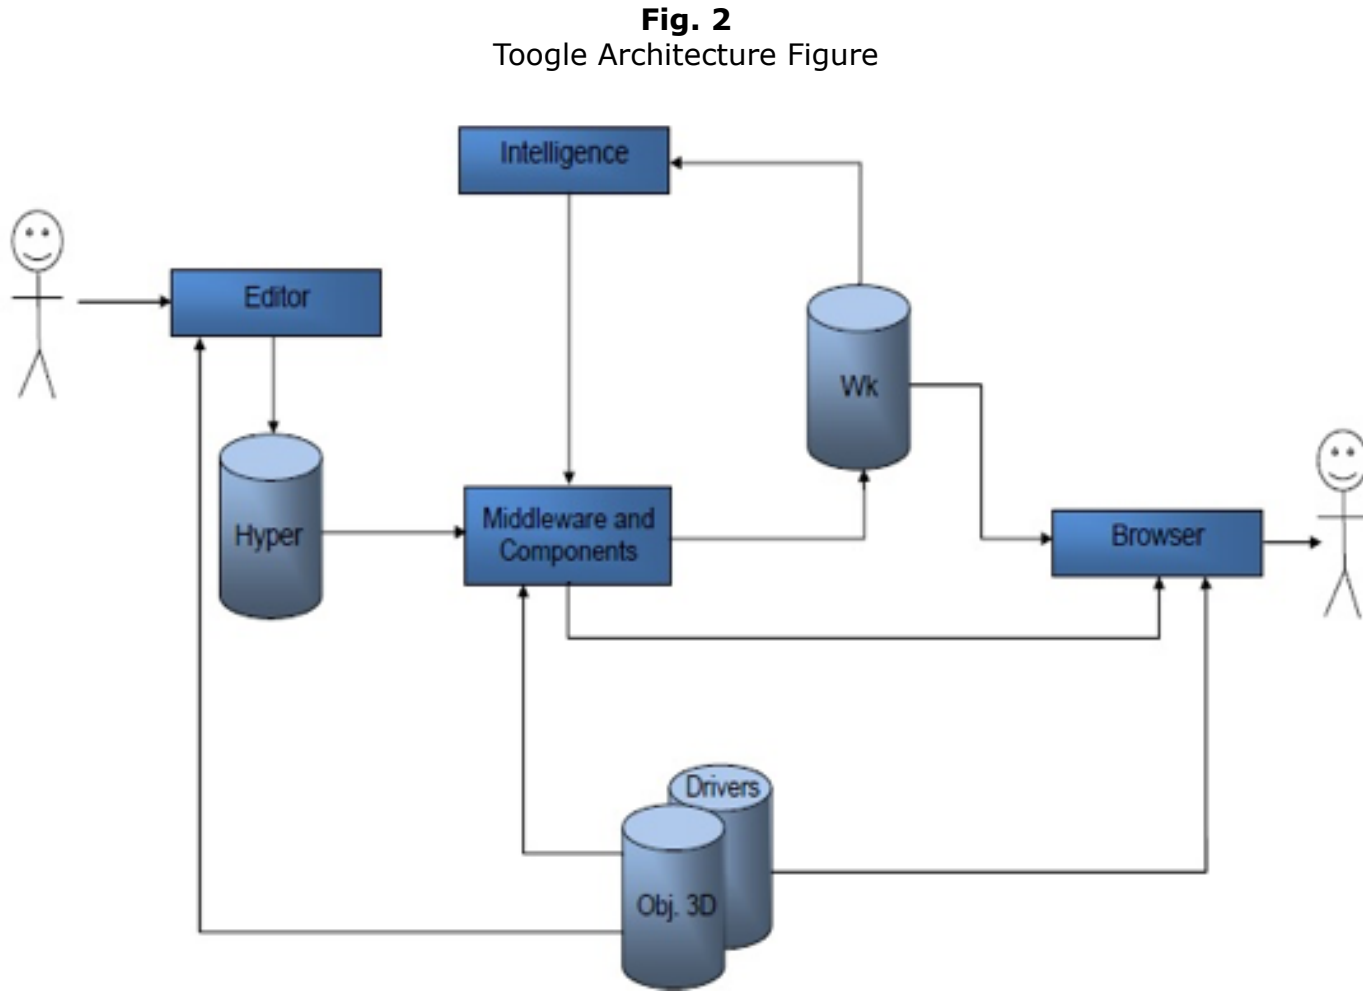 Fig. 2
Toogle Architecture Figure
Intelligence
Editor
Wk
Hyper
Middleware and
Components
Browser
Drivers
Obj. 3D